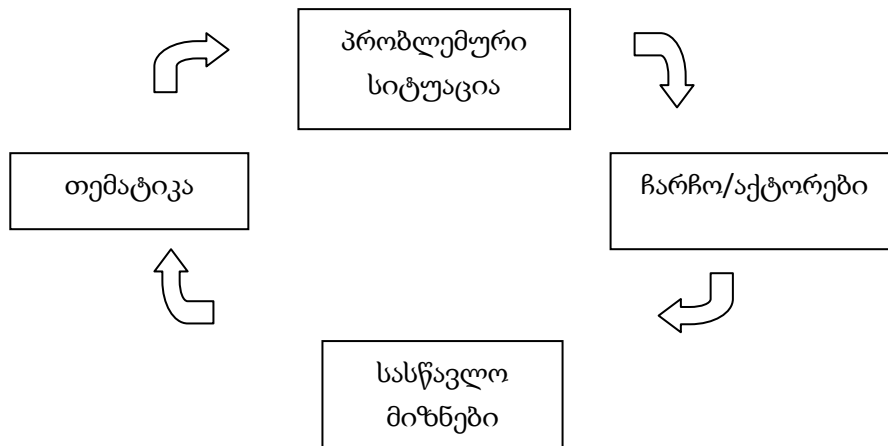 პრობლემური
სიტუაცია
თემატიკა
ჩარჩო/აქტორები
სასწავლო
მიზნები